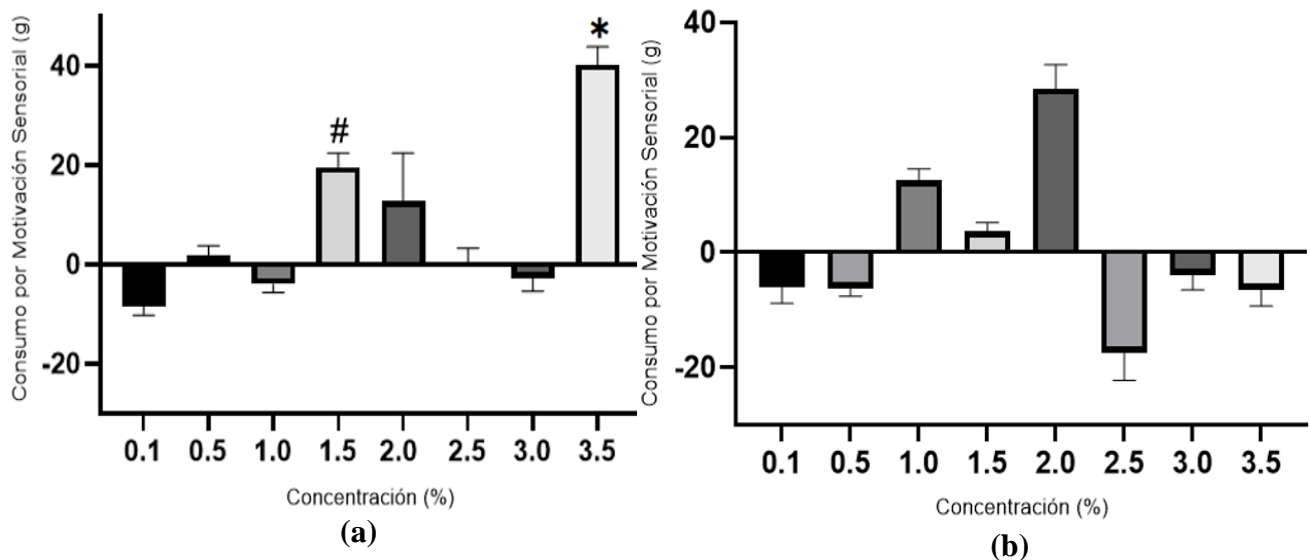 Consumo por Motivación Sensorial (g)
40
20
0
-20
#
*
0.1 0.5 1.0 1.5 2.0 2.5 3.0 3.5
Concentración (%)
(a)
Consumo por Motivación Sensorial (g)
40
20
0
-20
0.1 0.5 1.0 1.5 2.0 2.5 3.0 3.5
Concentración (%)
(b)